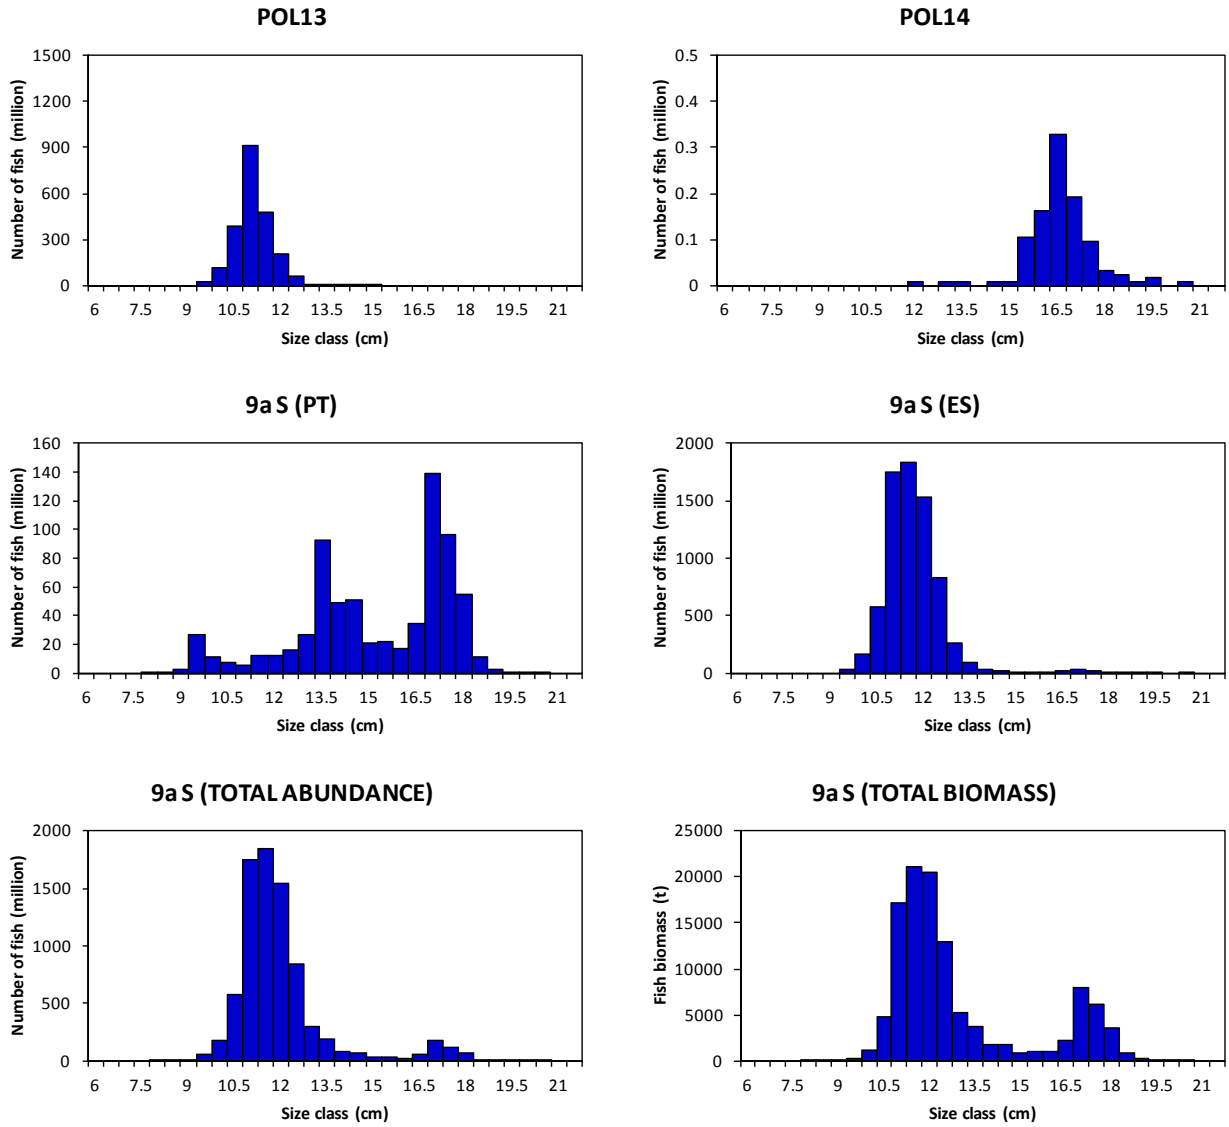 POL13
Number of fish (million)
1500
1200
900
600
300
0
6 7.5 9 10.5 12 13.5 15 16.5 18 19.5 21
Size class (cm)
POL14
Number of fish (million)
0.5
0.4
0.3
0.2
0.1
0
6 7.5 9 10.5 12 13.5 15 16.5 18 19.5 21
Size class (cm)
9a S (PT)
Number of fish (million)
160
140
120
100
80
60
40
20
0
6 7.5 9 10.5 12 13.5 15 16.5 18 19.5 21
Size class (cm)
9a S (ES)
Number of fish (million)
2000
1500
1000
500
0
6 7.5 9 10.5 12 13.5 15 16.5 18 19.5 21
Size class (cm)
9a S (TOTAL ABUNDANCE)
Number of fish (million)
2000
1500
1000
500
0
6 7.5 9 10.5 12 13.5 15 16.5 18 19.5 21
Size class (cm)
9a S (TOTAL BIOMASS)
Fish biomass (t)
25000
20000
15000
10000
5000
0
6 7.5 9 10.5 12 13.5 15 16.5 18 19.5 21
Size class (cm)